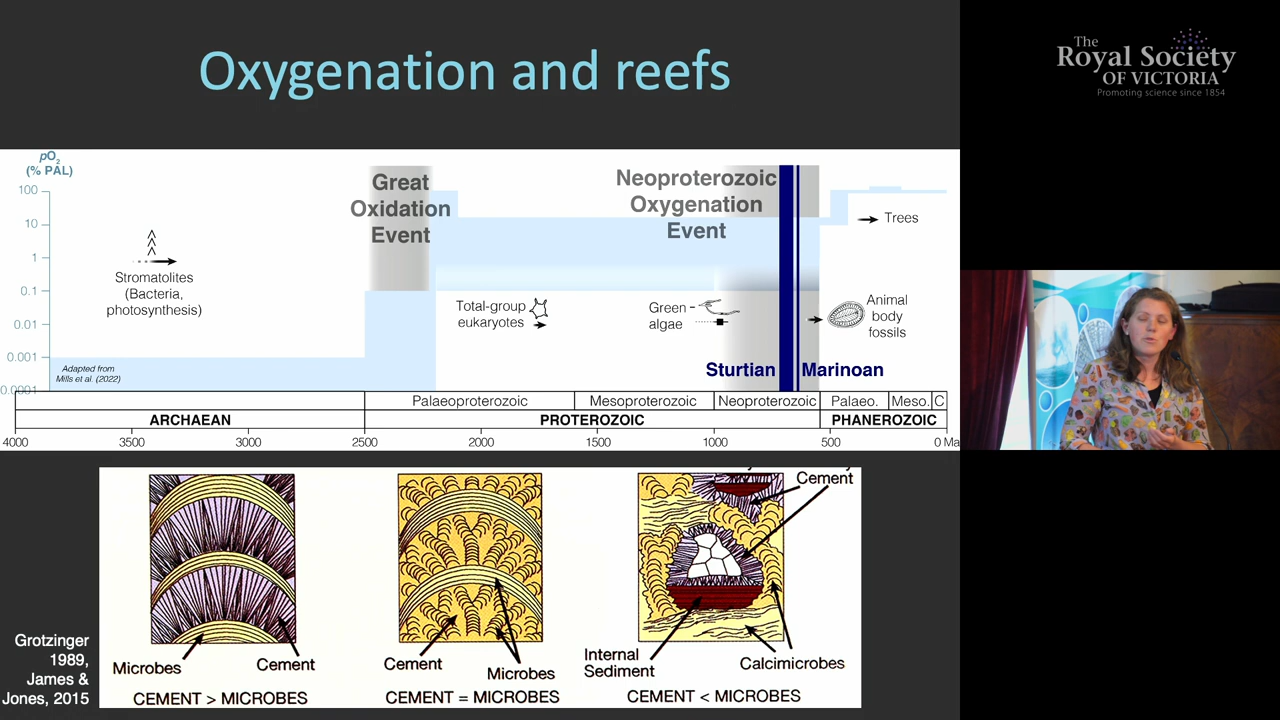 Oxygenation and reefs
The
Royal Society
OF VICTORIA
Promoting science since 1854
pO2
(% PAL)
100
10
1
0.1
0.01
0.001
0.0001
Great
Oxidation
Event
Neoproterozoic
Oxygenation
Event
Trees
Stromatolites
(Bacteria,
photosynthesis)
Total-group
eukaryotes
Green
algae
Animal
body
fossils
Adapted from
Mills et al. (2022)
Sturtian
Marinoan
Palaeoproterozoic
Mesoproterozoic
Neoproterozoic
Palaeo.
Meso.
C
ARCHAEAN
PROTEROZOIC
PHANEROZOIC
4000
3500
3000
2500
2000
1500
1000
500
0 Ma
Cement
Microbes
Cement
CEMENT > MICROBES
Cement
Microbes
CEMENT = MICROBES
Internal
Sediment
Calcimicrobes
CEMENT < MICROBES
Grotzinger
1989,
James &
Jones, 2015